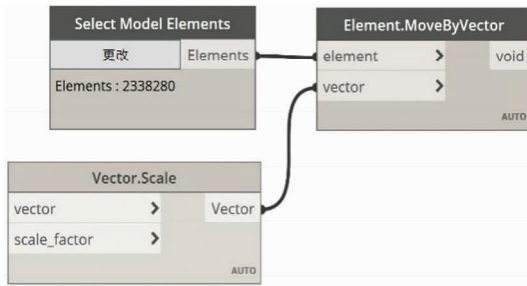 Select Model Elements
更改
Elements
Elements : 2338280
Element.MoveByVector
element
>
void
vector
>
AUTO
Vector.Scale
vector
>
Vector
scale_factor
>
AUTO